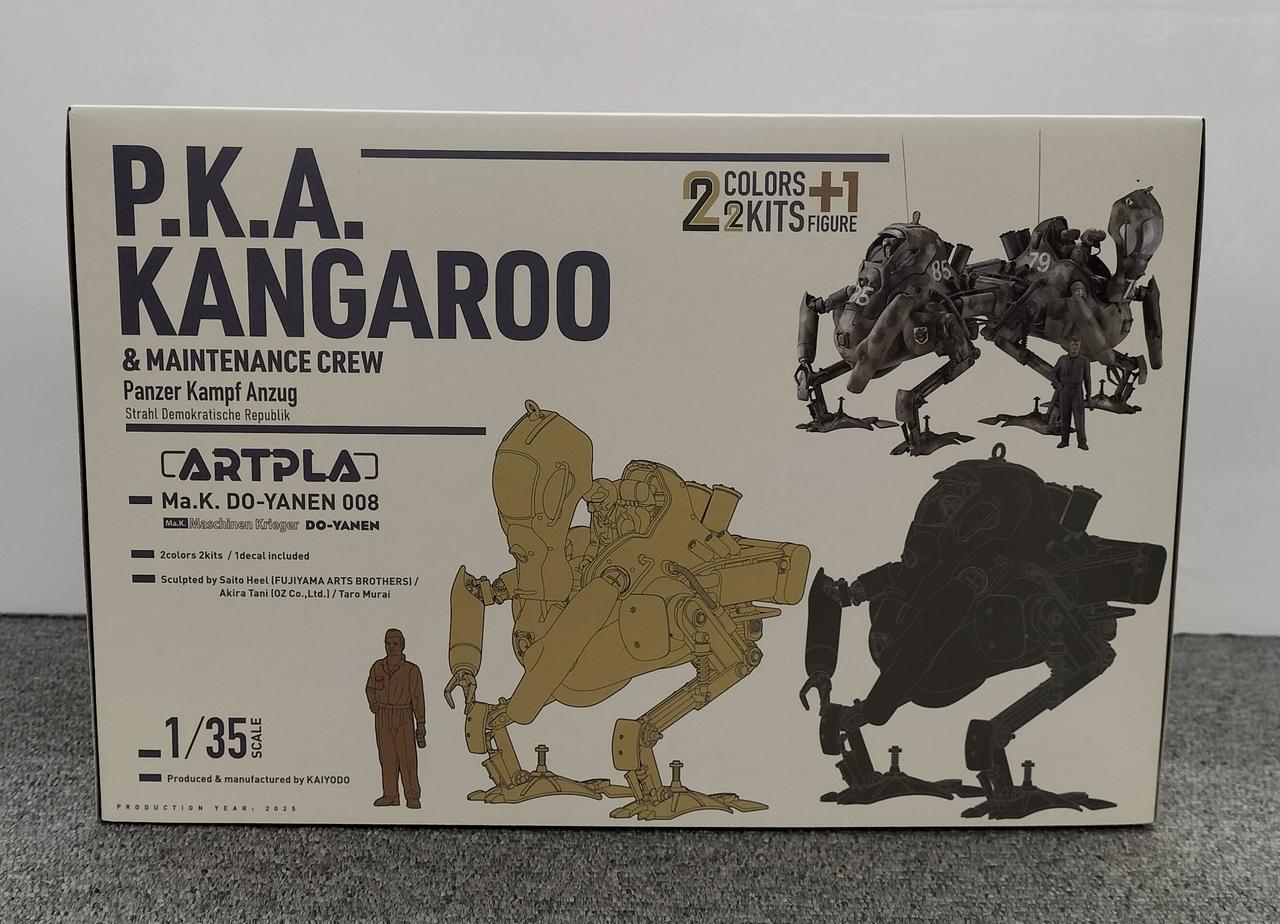 P.K.A.
KANGAROO
& MAINTENANCE CREW
Panzer Kampf Anzug
Strahl Demokratische Republik
ARTPLA
Ma.K. DO-YANEN 008
Ma.K. Maschinen Krieger DO-YANEN
2colors 2kits / 1decal included
Sculpted by Saito Heel (FUJIYAMA ARTS BROTHERS) /
Akira Tani (OZ Co.,Ltd.) / Taro Murai
1/35 SCALE
Produced & manufactured by KAIYODO
PRODUCTION YEAR: 2025
2 COLORS
2 KITS
+1
FIGURE
85
79